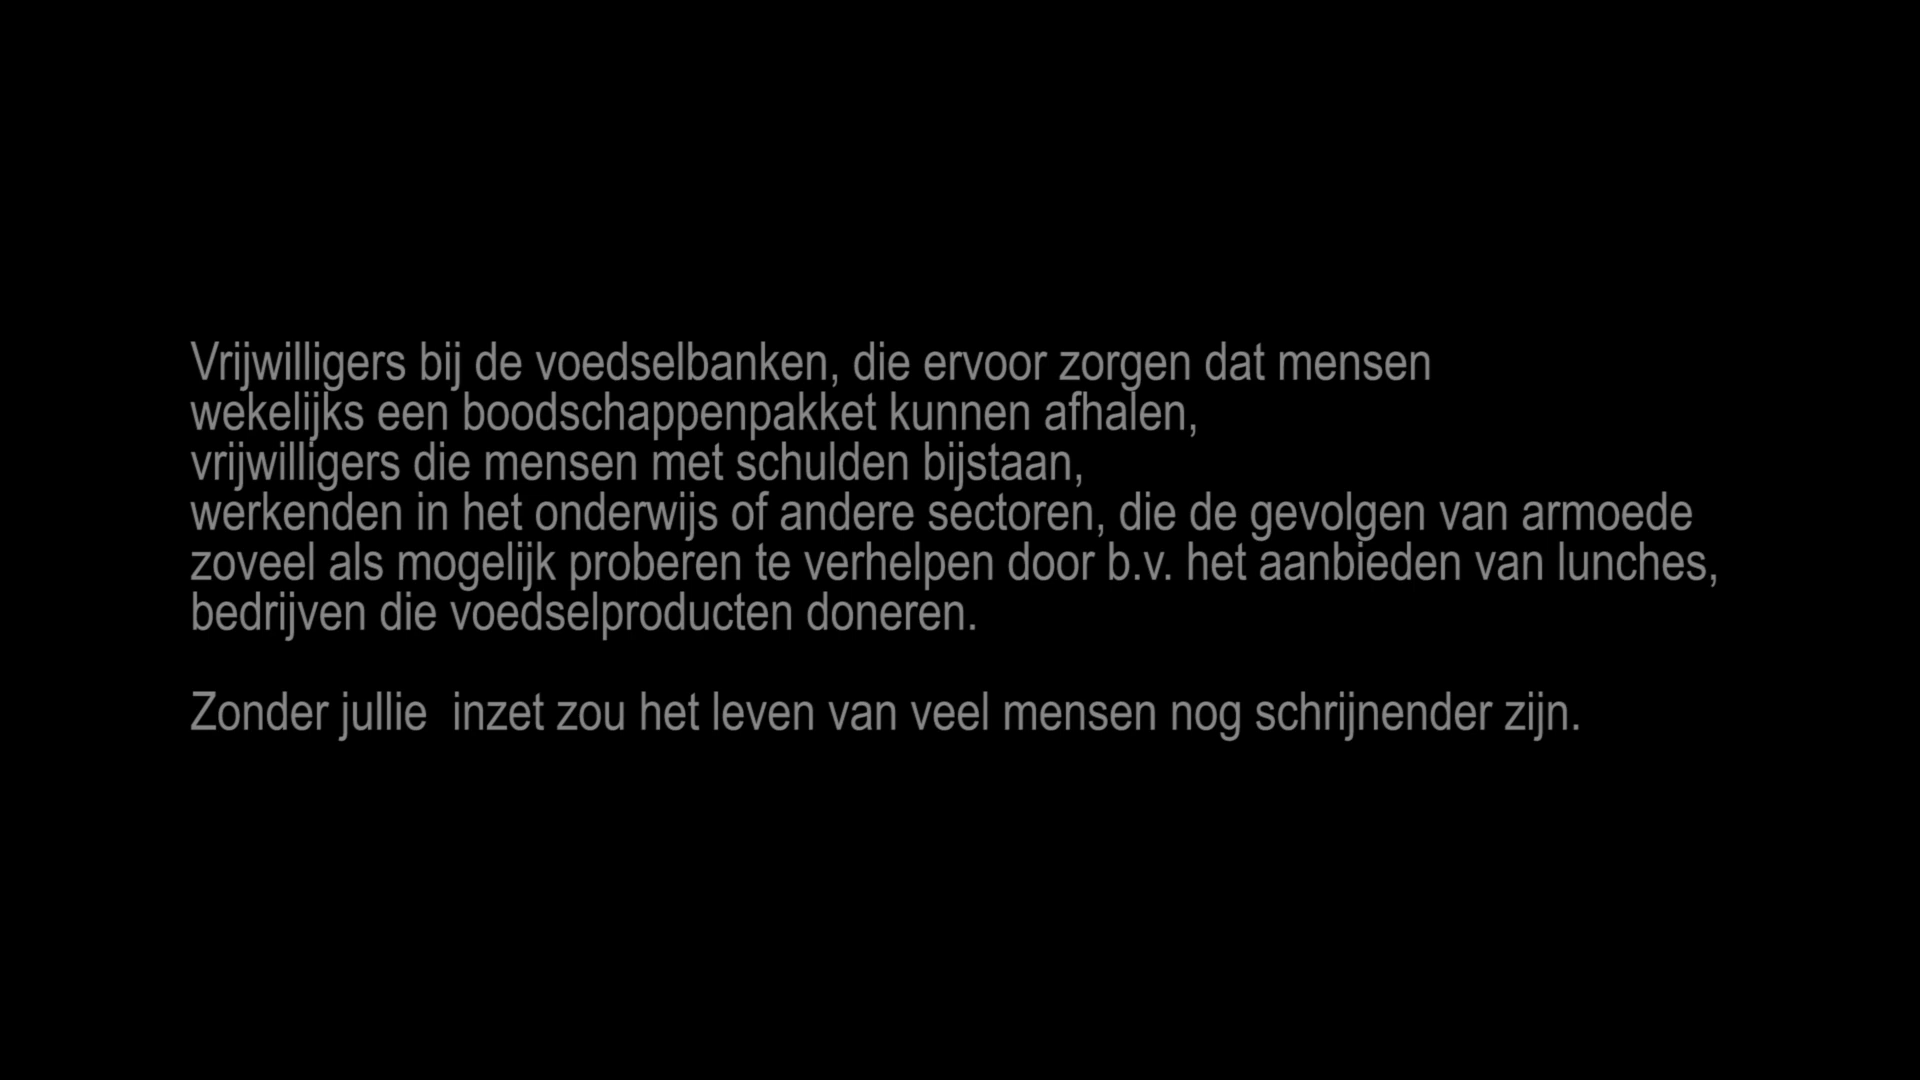 Vrijwilligers bij de voedselbanken, die ervoor zorgen dat mensen
wekelijks een boodschappenpakket kunnen afhalen,
vrijwilligers die mensen met schulden bijstaan,
werkenden in het onderwijs of andere sectoren, die de gevolgen van armoede
zoveel als mogelijk proberen te verhelpen door b.v. het aanbieden van lunches,
bedrijven die voedselproducten doneren.

Zonder jullie  inzet zou het leven van veel mensen nog schrijnender zijn.